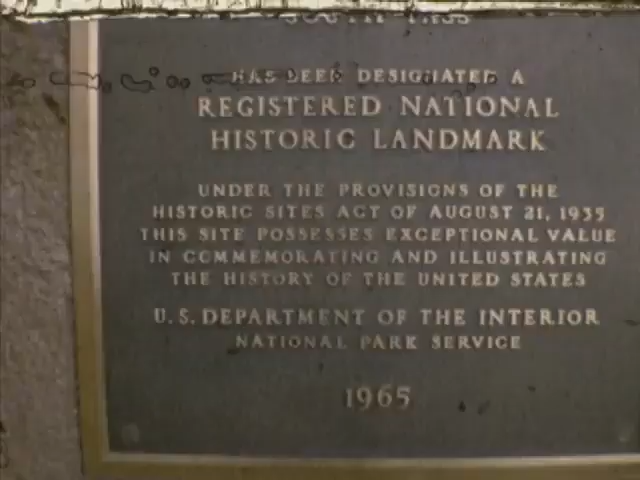 HAS BEEN DESIGNATED A
REGISTERED NATIONAL
HISTORIC LANDMARK
UNDER THE PROVISIONS OF THE
HISTORIC SITES ACT OF AUGUST 21, 1935
THIS SITE POSSESSES EXCEPTIONAL VALUE
IN COMMEMORATING AND ILLUSTRATING
THE HISTORY OF THE UNITED STATES
U.S. DEPARTMENT OF THE INTERIOR
NATIONAL PARK SERVICE
1965